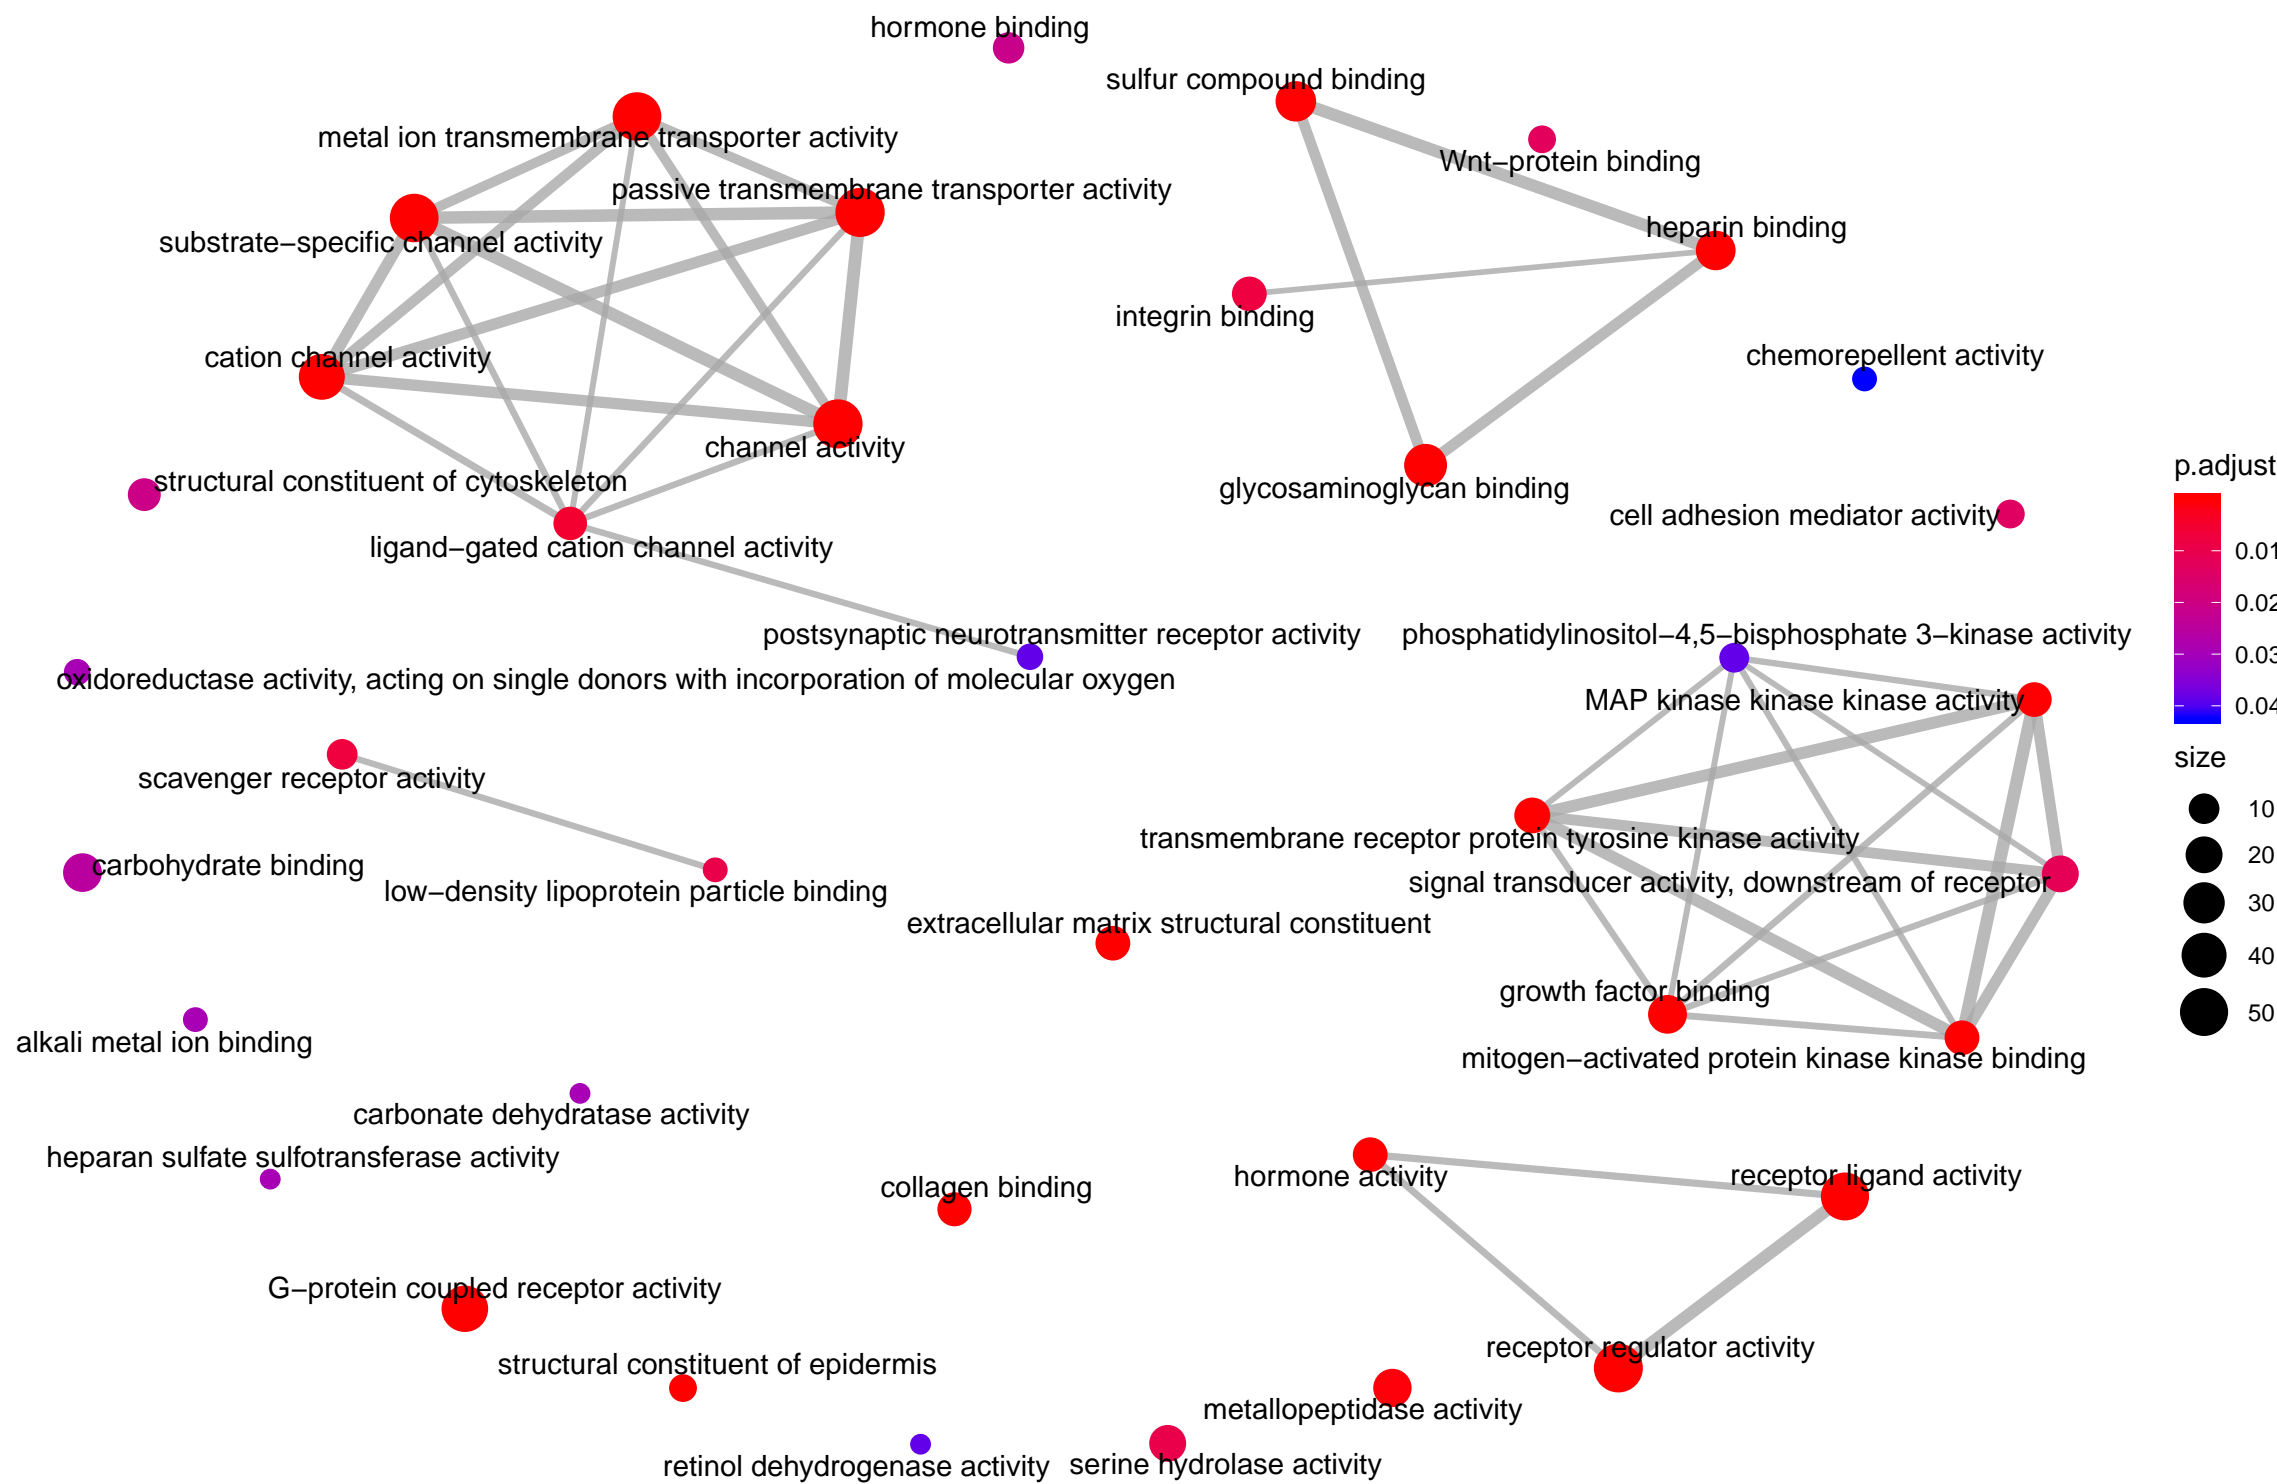 hormone binding
sulfur compound binding
metal ion transmembrane transporter activity
Wnt−protein binding
passive transmembrane transporter activity
heparin binding
substrate−specific channel activity
integrin binding
cation channel activity
chemorepellent activity
channel activity
structural constituent of cytoskeleton
glycosaminoglycan binding
cell adhesion mediator activity
ligand−gated cation channel activity
postsynaptic neurotransmitter receptor activity
phosphatidylinositol−4,5−bisphosphate 3−kinase activity
oxidoreductase activity, acting on single donors with incorporation of molecular oxygen
MAP kinase kinase kinase activity
scavenger receptor activity
transmembrane receptor protein tyrosine kinase activity
carbohydrate binding
low−density lipoprotein particle binding
signal transducer activity, downstream of receptor
extracellular matrix structural constituent
growth factor binding
alkali metal ion binding
mitogen−activated protein kinase kinase binding
carbonate dehydratase activity
heparan sulfate sulfotransferase activity
hormone activity
receptor ligand activity
collagen binding
G−protein coupled receptor activity
receptor regulator activity
structural constituent of epidermis
metallopeptidase activity
retinol dehydrogenase activity
serine hydrolase activity
p.adjust
0.01
0.02
0.03
0.04
size
10
20
30
40
50